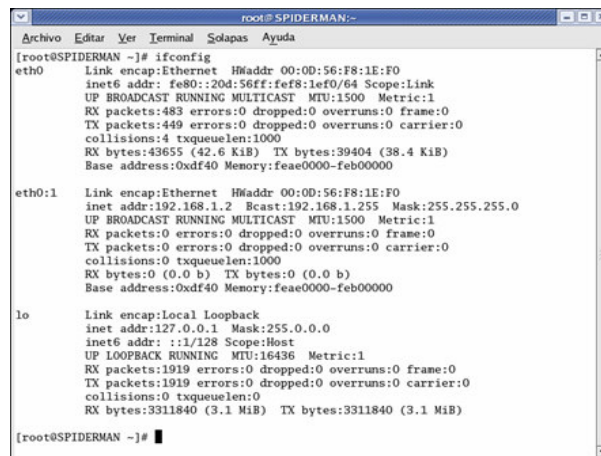 root@SPIDERMAN:~
Archivo Editar Ver Terminal Solapas Ayuda
[root@SPIDERMAN ~]# ifconfig
eth0 Link encap:Ethernet HWaddr 00:0D:56:F8:1E:F0
inet6 addr: fe80::20d:56ff:fef8:1ef0/64 Scope:Link
UP BROADCAST RUNNING MULTICAST MTU:1500 Metric:1
RX packets:483 errors:0 dropped:0 overruns:0 frame:0
TX packets:449 errors:0 dropped:0 overruns:0 carrier:0
collisions:4 txqueuelen:1000
RX bytes:43655 (42.6 KiB) TX bytes:39404 (38.4 KiB)
Base address:0xdf40 Memory:feae0000-feb00000
eth0:1 Link encap:Ethernet HWaddr 00:0D:56:F8:1E:F0
inet addr:192.168.1.2 Bcast:192.168.1.255 Mask:255.255.255.0
UP BROADCAST RUNNING MULTICAST MTU:1500 Metric:1
RX packets:0 errors:0 dropped:0 overruns:0 frame:0
TX packets:0 errors:0 dropped:0 overruns:0 carrier:0
collisions:0 txqueuelen:1000
RX bytes:0 (0.0 b) TX bytes:0 (0.0 b)
Base address:0xdf40 Memory:feae0000-feb00000
lo Link encap:Local Loopback
inet addr:127.0.0.1 Mask:255.0.0.0
inet6 addr: ::1/128 Scope:Host
UP LOOPBACK RUNNING MTU:16436 Metric:1
RX packets:1919 errors:0 dropped:0 overruns:0 frame:0
TX packets:1919 errors:0 dropped:0 overruns:0 carrier:0
collisions:0 txqueuelen:0
RX bytes:3311840 (3.1 MiB) TX bytes:3311840 (3.1 MiB)
[root@SPIDERMAN ~]#